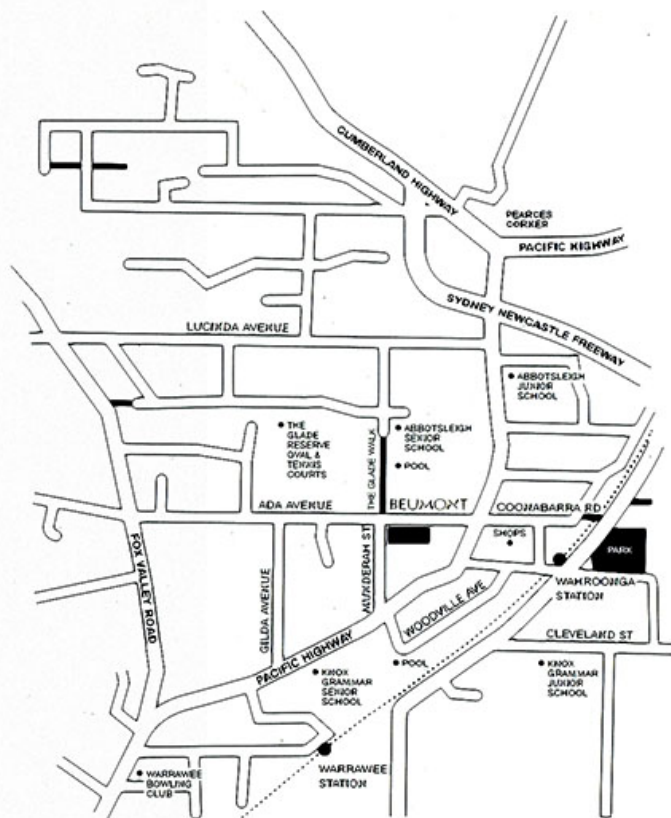 CUMBERLAND HIGHWAY
PEARCES
CORNER
PACIFIC HIGHWAY
SYDNEY NEWCASTLE FREEWAY
LUCINDA AVENUE
ABBOTSLEIGH
JUNIOR
SCHOOL
THE
GLADE
RESERVE
OVAL &
TENNIS
COURTS
THE GLADE WALK
ABBOTSLEIGH
SENIOR
SCHOOL
POOL
ADA AVENUE
BEUMONT
COONABARRA RD
SHOPS
PARK
FOX VALLEY ROAD
GILDA AVENUE
MUNDERAH ST
WOODVILLE AVE
WAHROONGA
STATION
PACIFIC HIGHWAY
CLEVELAND ST
KNOX
GRAMMAR
SENIOR
SCHOOL
POOL
KNOX
GRAMMAR
JUNIOR
SCHOOL
WARRAWEE
BOWLING
CLUB
WARRAWEE
STATION